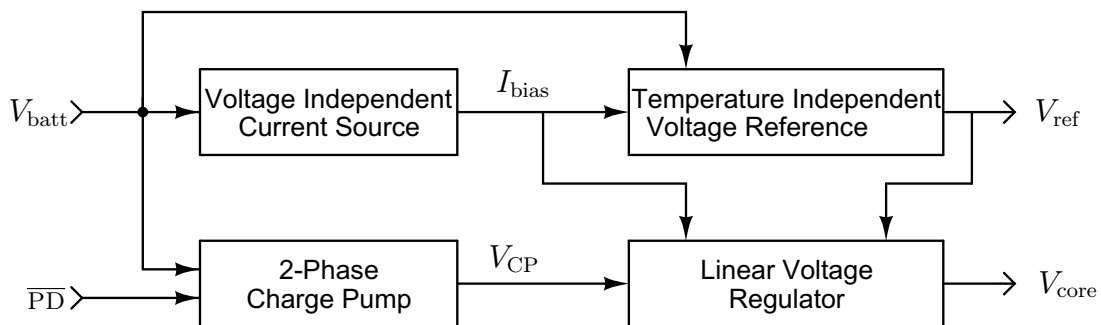 V_batt
Voltage Independent
Current Source
I_bias
Temperature Independent
Voltage Reference
V_ref
\overline{PD}
2-Phase
Charge Pump
V_CP
Linear Voltage
Regulator
V_core